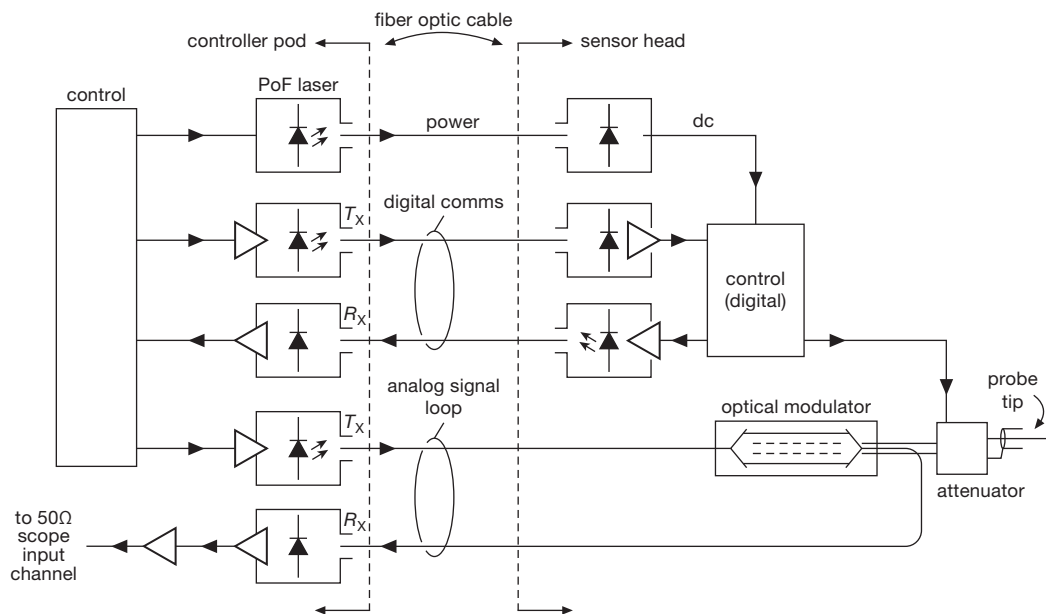 fiber optic cable
controller pod
sensor head
control
PoF laser
power
dc
TX
digital comms
control
(digital)
RX
analog signal
loop
probe
tip
TX
optical modulator
attenuator
RX
to 50Ω
scope
input
channel